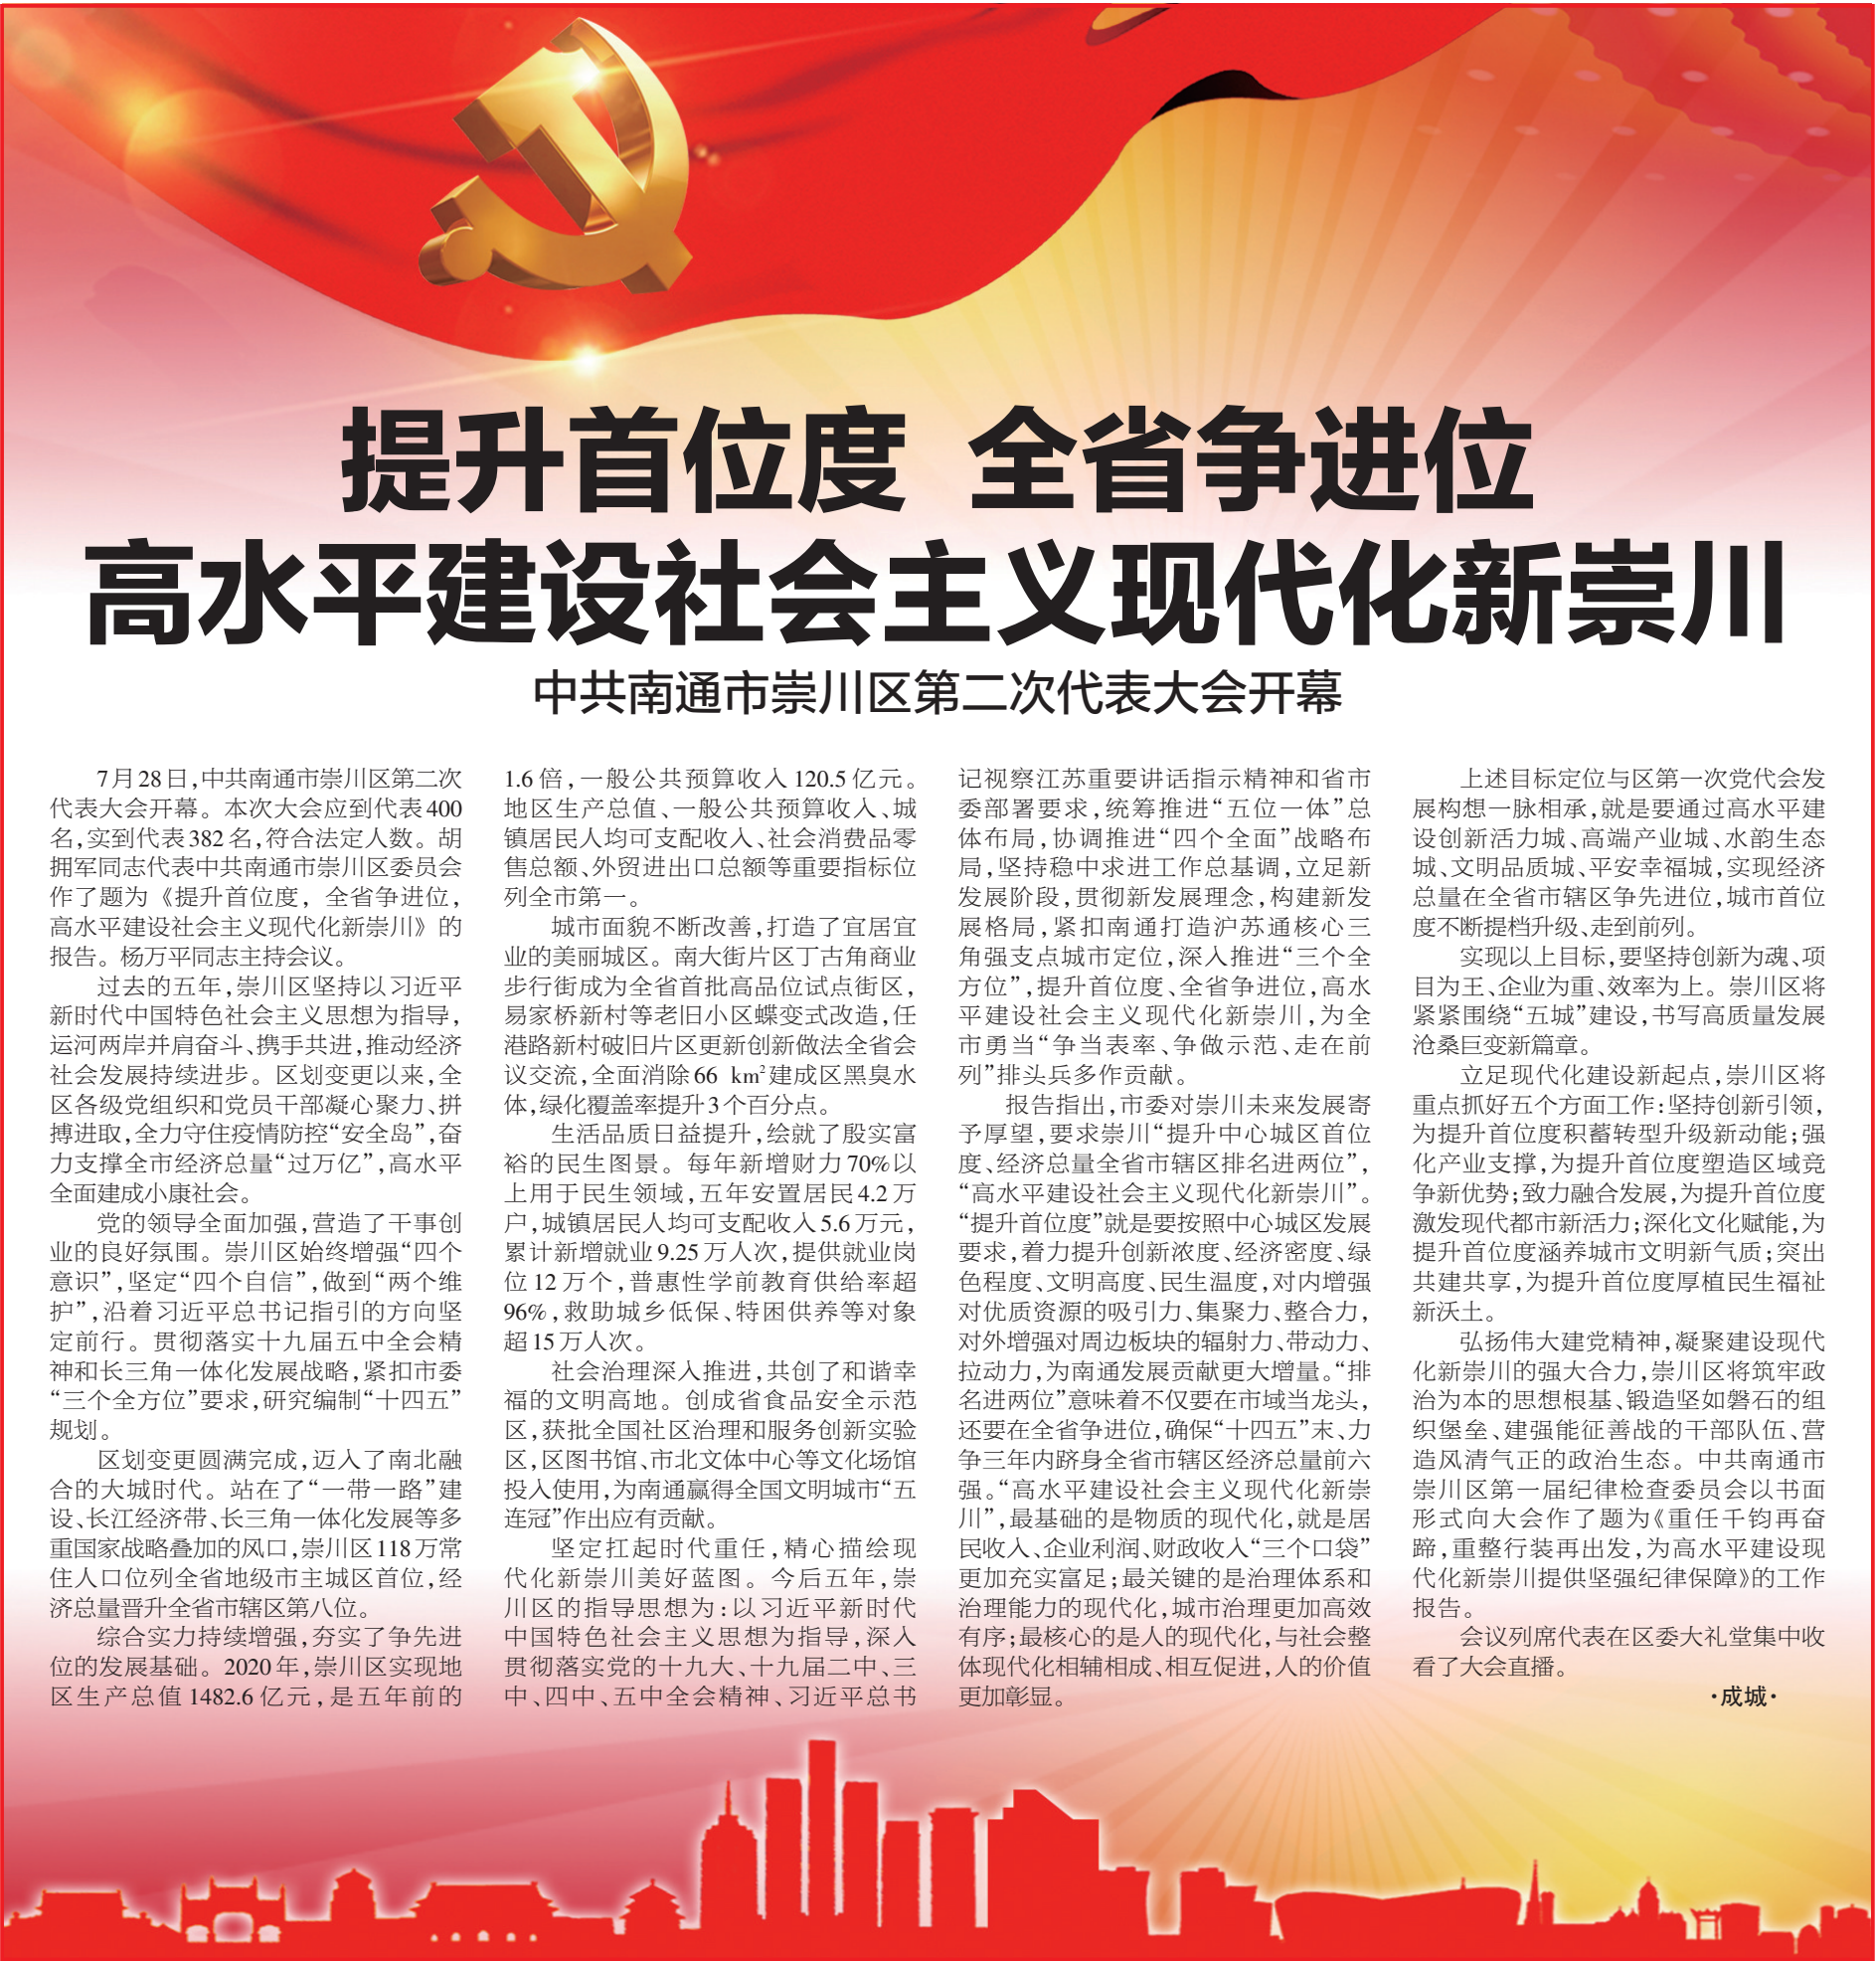 提升首位度 全省争进位
高水平建设社会主义现代化新崇川
中共南通市崇川区第二次代表大会开幕
7月28日,中共南通市崇川区第二次
代表大会开幕。本次大会应到代表400
名,实到代表382名,符合法定人数。胡
拥军同志代表中共南通市崇川区委员会
作了题为《提升首位度，全省争进位，
高水平建设社会主义现代化新崇川》的
报告。杨万平同志主持会议。
过去的五年,崇川区坚持以习近平
新时代中国特色社会主义思想为指导,
运河两岸并肩奋斗、携手共进,推动经济
社会发展持续进步。区划变更以来,全
区各级党组织和党员干部凝心聚力、拼
搏进取,全力守住疫情防控“安全岛”,奋
力支撑全市经济总量“过万亿”,高水平
全面建成小康社会。
党的领导全面加强,营造了干事创
业的良好氛围。崇川区始终增强“四个
意识”,坚定“四个自信”,做到“两个维
护”,沿着习近平总书记指引的方向坚
定前行。贯彻落实十九届五中全会精
神和长三角一体化发展战略,紧扣市委
“三个全方位”要求,研究编制“十四五”
规划。
区划变更圆满完成,迈入了南北融
合的大城时代。站在了“一带一路”建
设、长江经济带、长三角一体化发展等多
重国家战略叠加的风口,崇川区118万常
住人口位列全省地级市主城区首位,经
济总量晋升全省市辖区第八位。
综合实力持续增强,夯实了争先进
位的发展基础。2020年,崇川区实现地
区生产总值1482.6亿元,是五年前的
1.6倍,一般公共预算收入120.5亿元。
地区生产总值、一般公共预算收入、城
镇居民人均可支配收入、社会消费品零
售总额、外贸进出口总额等重要指标位
列全市第一。
城市面貌不断改善,打造了宜居宜
业的美丽城区。南大街片区丁古角商业
步行街成为全省首批高品位试点街区,
易家桥新村等老旧小区蝶变式改造,任
港路新村破旧片区更新创新做法全省会
议交流,全面消除66 km²建成区黑臭水
体,绿化覆盖率提升3个百分点。
生活品质日益提升,绘就了殷实富
裕的民生图景。每年新增财力70%以
上用于民生领域,五年安置居民4.2万
户,城镇居民人均可支配收入5.6万元,
累计新增就业9.25万人次,提供就业岗
位12万个,普惠性学前教育供给率超
96%,救助城乡低保、特困供养等对象
超15万人次。
社会治理深入推进,共创了和谐幸
福的文明高地。创成省食品安全示范
区,获批全国社区治理和服务创新实验
区,区图书馆、市北文体中心等文化场馆
投入使用,为南通赢得全国文明城市“五
连冠”作出应有贡献。
坚定扛起时代重任,精心描绘现
代化新崇川美好蓝图。今后五年,崇
川区的指导思想为:以习近平新时代
中国特色社会主义思想为指导,深入
贯彻落实党的十九大、十九届二中、三
中、四中、五中全会精神、习近平总书
记视察江苏重要讲话指示精神和省市
委部署要求,统筹推进“五位一体”总
体布局,协调推进“四个全面”战略布
局,坚持稳中求进工作总基调,立足新
发展阶段,贯彻新发展理念,构建新发
展格局,紧扣南通打造沪苏通核心三
角强支点城市定位,深入推进“三个全
方位”,提升首位度、全省争进位,高水
平建设社会主义现代化新崇川,为全
市勇当“争当表率、争做示范、走在前
列”排头兵多作贡献。
报告指出,市委对崇川未来发展寄
予厚望,要求崇川“提升中心城区首位
度、经济总量全省市辖区排名进两位”,
“高水平建设社会主义现代化新崇川”。
“提升首位度”就是要按照中心城区发展
要求,着力提升创新浓度、经济密度、绿
色程度、文明高度、民生温度,对内增强
对优质资源的吸引力、集聚力、整合力,
对外增强对周边板块的辐射力、带动力、
拉动力,为南通发展贡献更大增量。“排
名进两位”意味着不仅要在市域当龙头,
还要在全省争进位,确保“十四五”末、力
争三年内跻身全省市辖区经济总量前六
强。“高水平建设社会主义现代化新崇
川”,最基础的是物质的现代化,就是居
民收入、企业利润、财政收入“三个口袋”
更加充实富足;最关键的是治理体系和
治理能力的现代化,城市治理更加高效
有序;最核心的是人的现代化,与社会整
体现代化相辅相成、相互促进,人的价值
更加彰显。
上述目标定位与区第一次党代会发
展构想一脉相承,就是要通过高水平建
设创新活力城、高端产业城、水韵生态
城、文明品质城、平安幸福城,实现经济
总量在全省市辖区争先进位,城市首位
度不断提档升级、走到前列。
实现以上目标,要坚持创新为魂、项
目为王、企业为重、效率为上。崇川区将
紧紧围绕“五城”建设,书写高质量发展
沧桑巨变新篇章。
立足现代化建设新起点,崇川区将
重点抓好五个方面工作:坚持创新引领,
为提升首位度积蓄转型升级新动能;强
化产业支撑,为提升首位度塑造区域竞
争新优势;致力融合发展,为提升首位度
激发现代都市新活力;深化文化赋能,为
提升首位度涵养城市文明新气质;突出
共建共享,为提升首位度厚植民生福祉
新沃土。
弘扬伟大建党精神,凝聚建设现代
化新崇川的强大合力,崇川区将筑牢政
治为本的思想根基、锻造坚如磐石的组
织堡垒、建强能征善战的干部队伍、营
造风清气正的政治生态。中共南通市
崇川区第一届纪律检查委员会以书面
形式向大会作了题为《重任千钧再奋
蹄,重整行装再出发,为高水平建设现
代化新崇川提供坚强纪律保障》的工作
报告。
会议列席代表在区委大礼堂集中收
看了大会直播。
·成城·